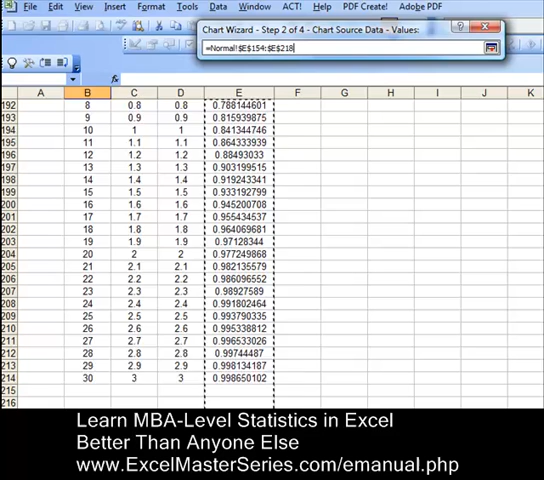 File Edit View Insert Format Tools Data Window ACT! Help PDF Create! Adobe PDF
Chart Wizard - Step 2 of 4 - Chart Source Data - Values:
=Normal!$E$154:$E$218
fx
A B C D E F G H I J K
192 8 0.8 0.8 0.788144601
193 9 0.9 0.9 0.815939875
194 10 1 1 0.841344746
195 11 1.1 1.1 0.864333939
196 12 1.2 1.2 0.88493033
197 13 1.3 1.3 0.903199515
198 14 1.4 1.4 0.919243341
199 15 1.5 1.5 0.933192799
200 16 1.6 1.6 0.945200708
201 17 1.7 1.7 0.955434537
202 18 1.8 1.8 0.964069681
203 19 1.9 1.9 0.97128344
204 20 2 2 0.977249868
205 21 2.1 2.1 0.982135579
206 22 2.2 2.2 0.986096552
207 23 2.3 2.3 0.98927589
208 24 2.4 2.4 0.991802464
209 25 2.5 2.5 0.993790335
210 26 2.6 2.6 0.995338812
211 27 2.7 2.7 0.996533026
212 28 2.8 2.8 0.99744487
213 29 2.9 2.9 0.998134187
214 30 3 3 0.998650102
215
216
Learn MBA-Level Statistics in Excel
Better Than Anyone Else
www.ExcelMasterSeries.com/emanual.php